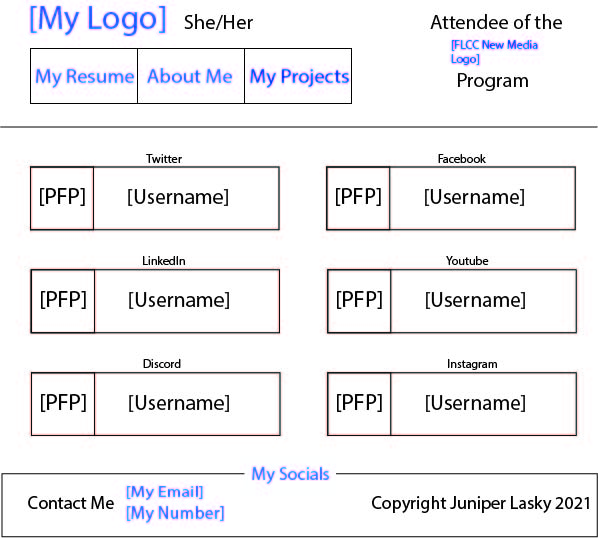 [My Logo] She/Her
Attendee of the
[FLCC New Media
Logo]
Program
My Resume About Me My Projects
Twitter Facebook
[PFP] [Username] [PFP] [Username]
LinkedIn Youtube
[PFP] [Username] [PFP] [Username]
Discord Instagram
[PFP] [Username] [PFP] [Username]
My Socials
Contact Me
[My Email]
[My Number]
Copyright Juniper Lasky 2021